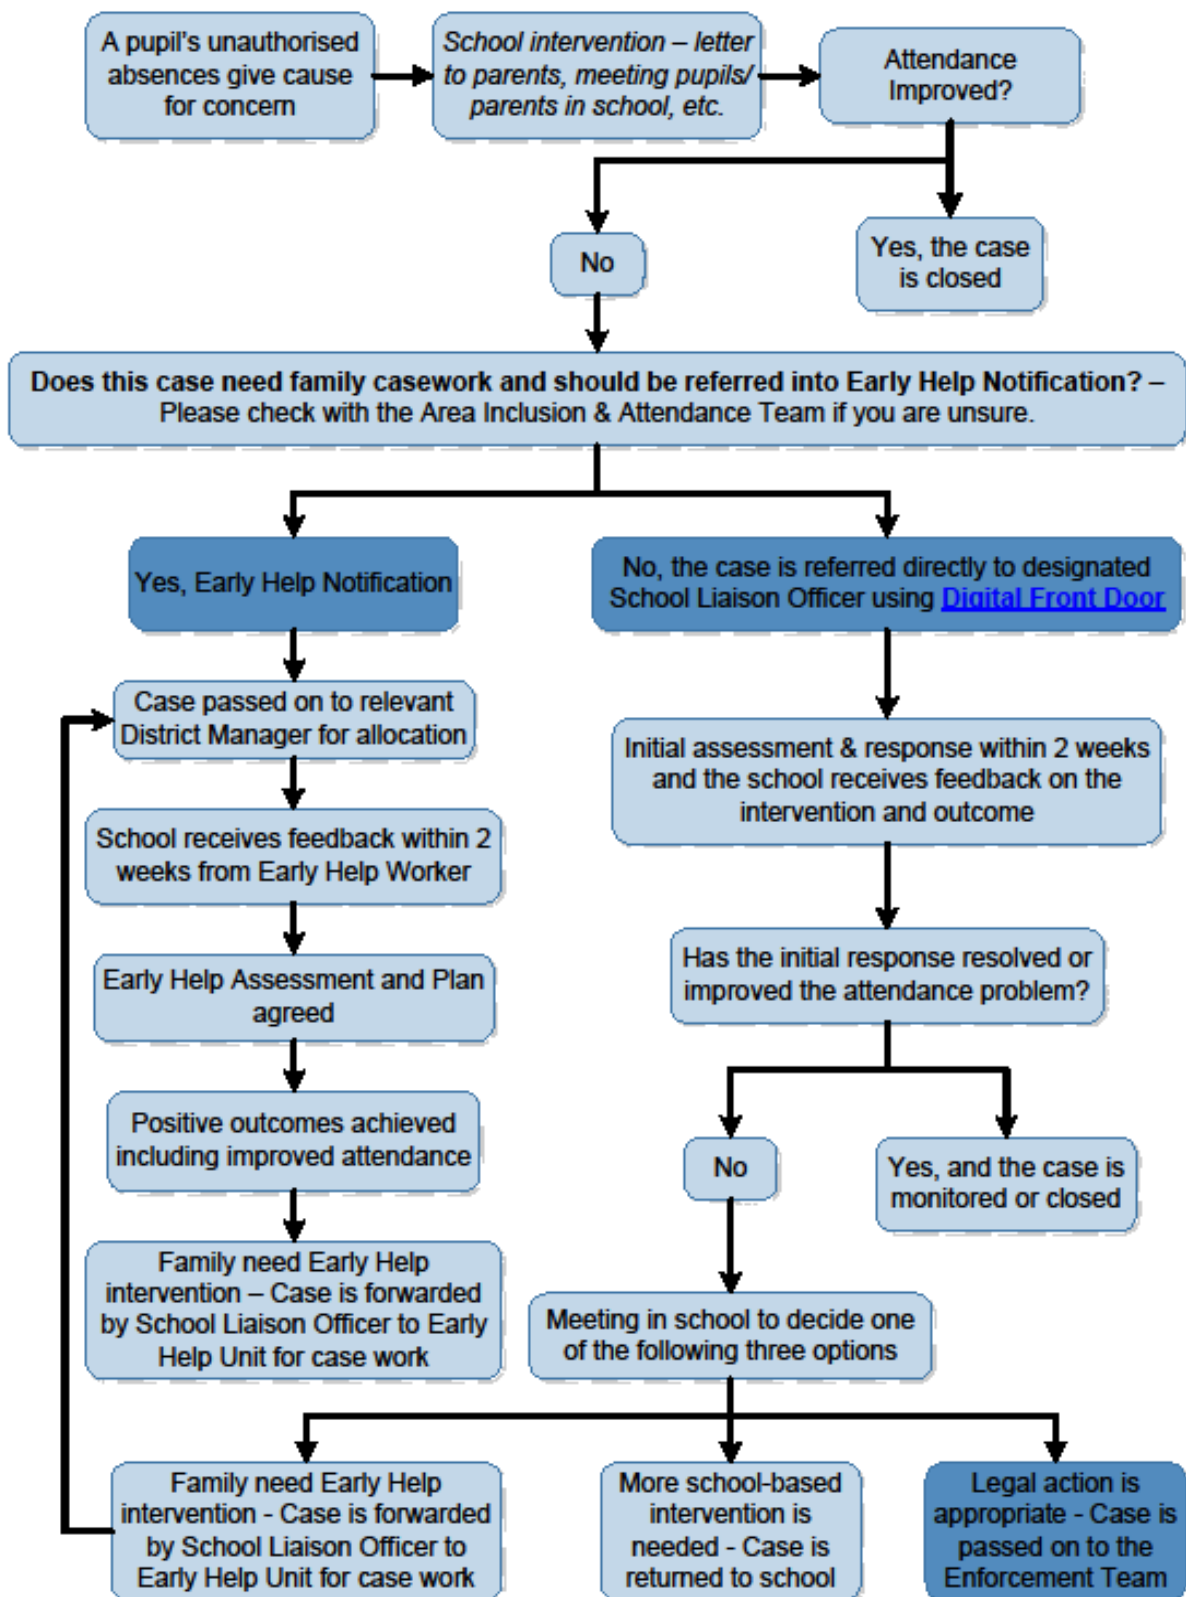 A pupil's unauthorised
absences give cause
for concern
School intervention – letter
to parents, meeting pupils/
parents in school, etc.
Attendance
Improved?
No
Yes, the case
is closed
Does this case need family casework and should be referred into Early Help Notification? –
Please check with the Area Inclusion & Attendance Team if you are unsure.
Yes, Early Help Notification
Case passed on to relevant
District Manager for allocation
School receives feedback within 2
weeks from Early Help Worker
Early Help Assessment and Plan
agreed
Positive outcomes achieved
including improved attendance
Family need Early Help
intervention – Case is forwarded
by School Liaison Officer to Early
Help Unit for case work
No, the case is referred directly to designated
School Liaison Officer using Digital Front Door
Initial assessment & response within 2 weeks
and the school receives feedback on the
intervention and outcome
Has the initial response resolved or
improved the attendance problem?
No
Yes, and the case is
monitored or closed
Meeting in school to decide one
of the following three options
Family need Early Help
intervention - Case is forwarded
by School Liaison Officer to
Early Help Unit for case work
More school-based
intervention is
needed - Case is
returned to school
Legal action is
appropriate - Case is
passed on to the
Enforcement Team